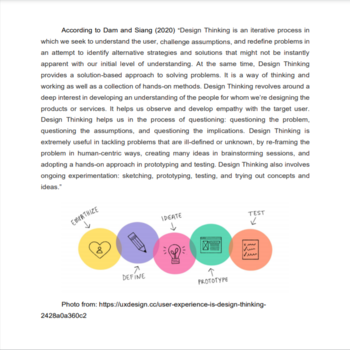 According to Dam and Siang (2020) “Design Thinking is an iterative process in
which we seek to understand the user, challenge assumptions, and redefine problems in
an attempt to identify alternative strategies and solutions that might not be instantly
apparent with our initial level of understanding. At the same time, Design Thinking
provides a solution-based approach to solving problems. It is a way of thinking and
working as well as a collection of hands-on methods. Design Thinking revolves around a
deep interest in developing an understanding of the people for whom we're designing the
products or services. It helps us observe and develop empathy with the target user.
Design Thinking helps us in the process of questioning: questioning the problem,
questioning the assumptions, and questioning the implications. Design Thinking is
extremely useful in tackling problems that are ill-defined or unknown, by re-framing the
problem in human-centric ways, creating many ideas in brainstorming sessions, and
adopting a hands-on approach in prototyping and testing. Design Thinking also involves
ongoing experimentation: sketching, prototyping, testing, and trying out concepts and
ideas.”
EMPATHIZE
DEFINE
IDEATE
PROTOTYPE
TEST
Photo from: https://uxdesign.cc/user-experience-is-design-thinking-
2428a0a360c2